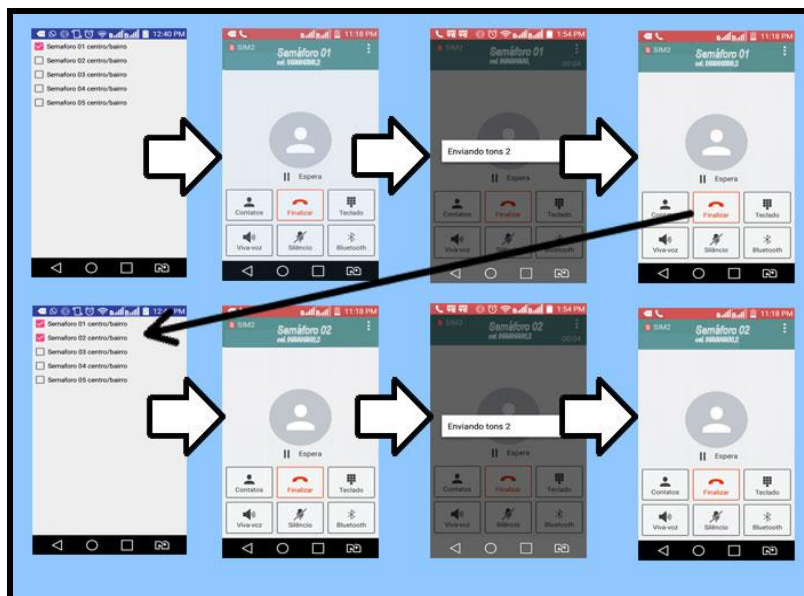 12:40 PM
Semaforo 01 centro/bairro
Semaforo 02 centro/bairro
Semaforo 03 centro/bairro
Semaforo 04 centro/bairro
Semaforo 05 centro/bairro
11:18 PM
SIM2
Semáforo 01
Espera
Contatos
Finalizar
Teclado
Viva-voz
Silêncio
Bluetooth
1:54 PM
SIM2
Semáforo 01
00:04
Enviando tons 2
Espera
Contatos
Finalizar
Teclado
Viva-voz
Silêncio
Bluetooth
11:18 PM
SIM2
Semáforo 01
Espera
Contatos
Finalizar
Teclado
Viva-voz
Silêncio
Bluetooth
PM
Semaforo 01 centro/bairro
Semaforo 02 centro/bairro
Semaforo 03 centro/bairro
Semaforo 04 centro/bairro
Semaforo 05 centro/bairro
11:18 PM
SIM2
Semáforo 02
Espera
Contatos
Finalizar
Teclado
Viva-voz
Silêncio
Bluetooth
1:54 PM
SIM2
Semáforo 02
00:04
Enviando tons 2
Espera
Contatos
Finalizar
Teclado
Viva-voz
Silêncio
Bluetooth
11:18 PM
SIM2
Semáforo 02
Espera
Contatos
Finalizar
Teclado
Viva-voz
Silêncio
Bluetooth